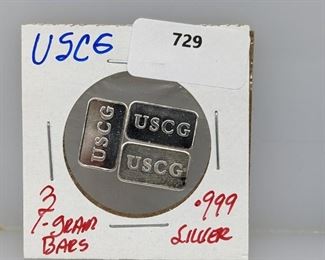 USCG
729
USCG
USCG
USCG
3
1-gram
Bars
.999
Silver